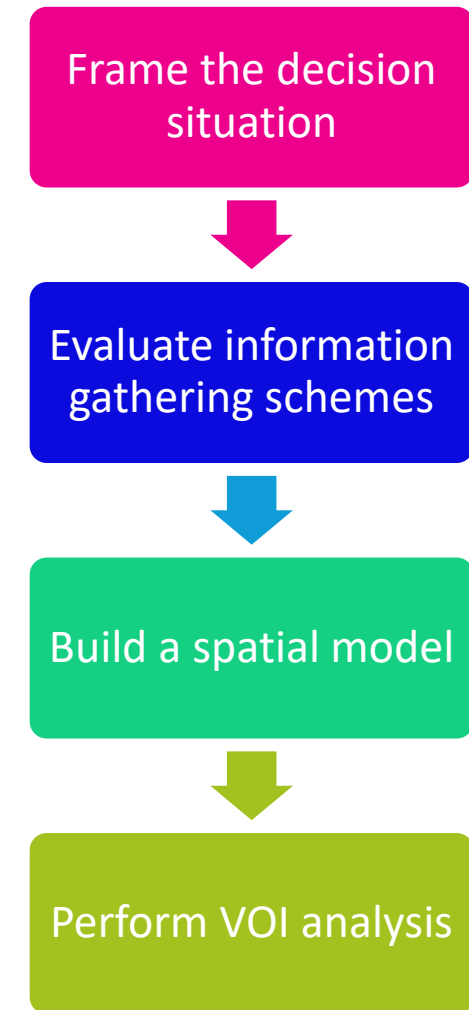 Frame the decision
situation
Evaluate information
gathering schemes
Build a spatial model
Perform VOI analysis